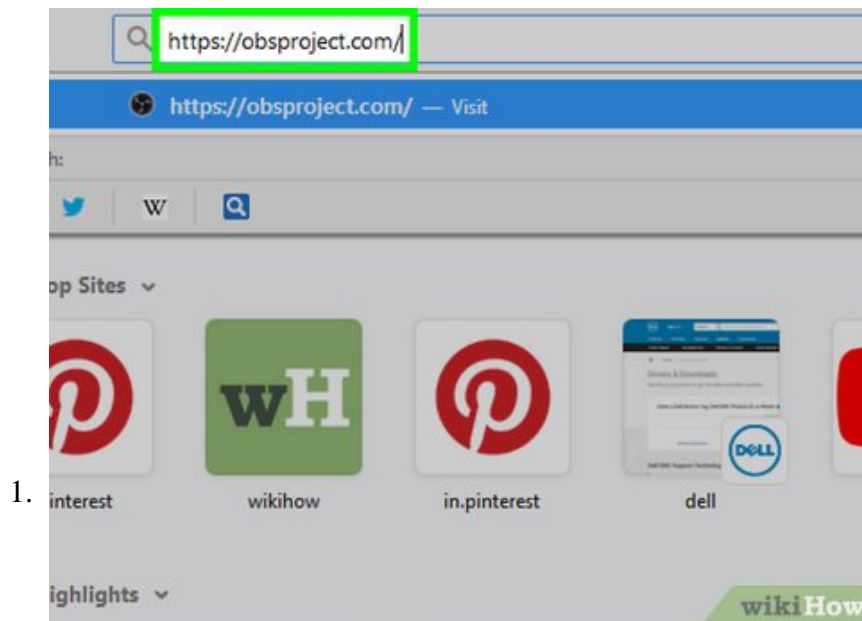 https://obsproject.com/
https://obsproject.com/ — Visit
h:
W
op Sites
wH
DELL
1.
interest
wikihow
in.pinterest
dell
ighlights
wikiHow